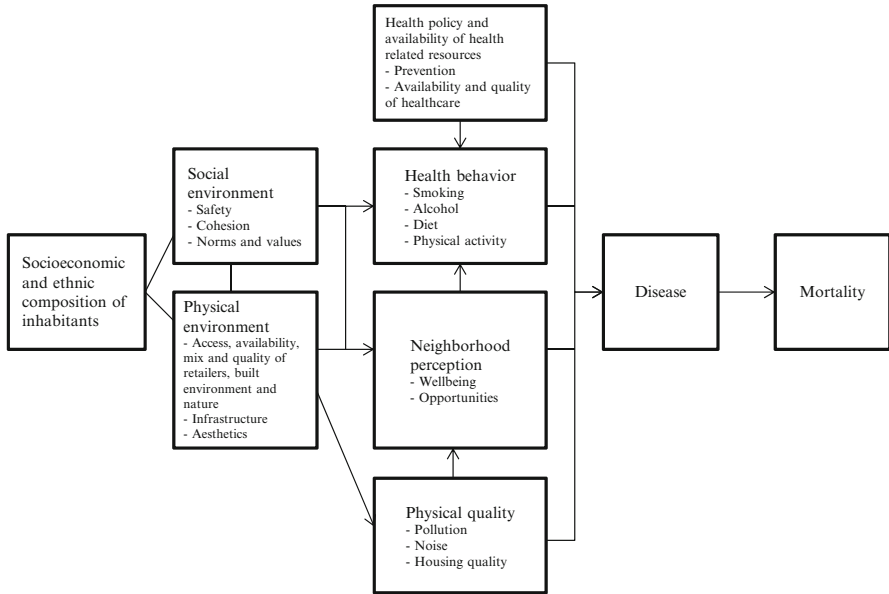 Health policy and
availability of health
related resources
- Prevention
- Availability and quality
of healthcare
Social
environment
- Safety
- Cohesion
- Norms and values
Health behavior
- Smoking
- Alcohol
- Diet
- Physical activity
Socioeconomic
and ethnic
composition of
inhabitants
Physical environment
- Access, availability,
mix and quality of
retailers, built
environment and
nature
- Infrastructure
- Aesthetics
Neighborhood
perception
- Wellbeing
- Opportunities
Disease
Mortality
Physical quality
- Pollution
- Noise
- Housing quality